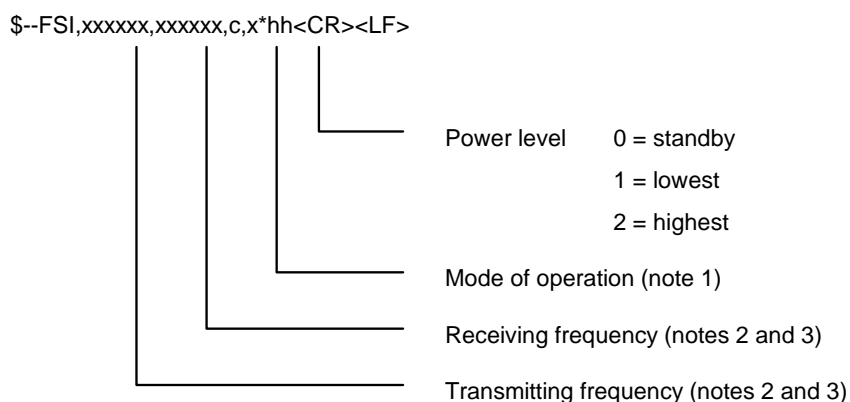 $--FSI,xxxxxx,xxxxxx,c,x*hh<CR><LF>
Power level 0 = standby
1 = lowest
2 = highest
Mode of operation (note 1)
Receiving frequency (notes 2 and 3)
Transmitting frequency (notes 2 and 3)